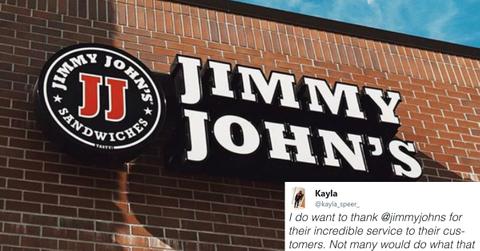 JIMMY JOHN'S
JJ
SANDWICHES
TASTY!
JIMMY
JOHN'S
Kayla
@kayla_speer_
I do want to thank @jimmyjohns for
their incredible service to their cus-
tomers. Not many would do what that